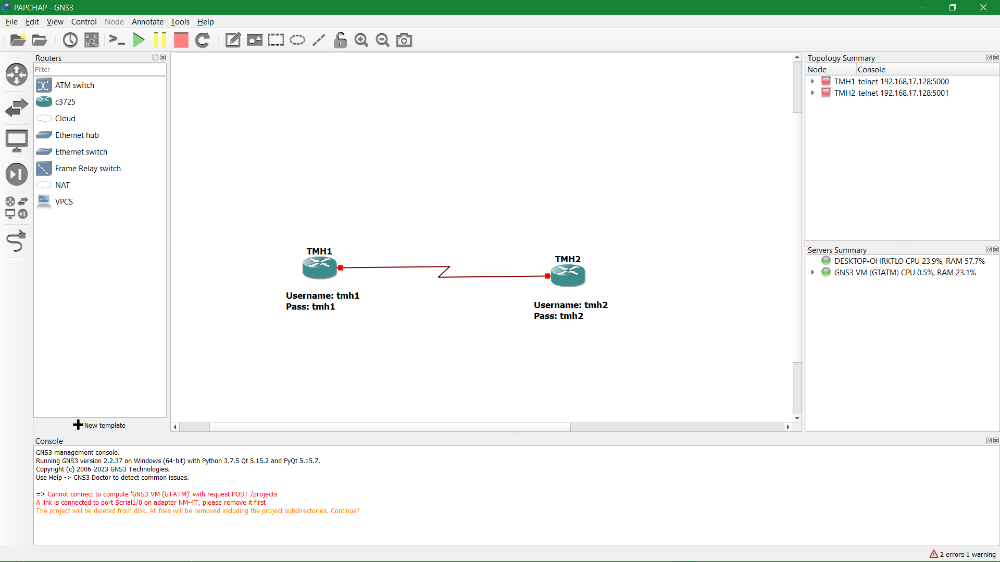 PAPCHAP - GNS3
File Edit View Control Node Annotate Tools Help
Routers
Filter
ATM switch
c3725
Cloud
Ethernet hub
Ethernet switch
Frame Relay switch
NAT
VPCS
New template
TMH1
Username: tmh1
Pass: tmh1
TMH2
Username: tmh2
Pass: tmh2
Topology Summary
Node Console
TMH1 telnet 192.168.17.128:5000
TMH2 telnet 192.168.17.128:5001
Servers Summary
DESKTOP-OHRKTLO CPU 23.9%, RAM 57.7%
GNS3 VM (GTATM) CPU 0.5%, RAM 23.1%
Console
GNS3 management console.
Running GNS3 version 2.2.37 on Windows (64-bit) with Python 3.7.5 Qt 5.15.2 and PyQt 5.15.7.
Copyright (c) 2006-2023 GNS3 Technologies.
Use Help -> GNS3 Doctor to detect common issues.
=> Cannot connect to compute 'GNS3 VM (GTATM)' with request POST /projects
A link is connected to port Serial1/0 on adapter NM-4T, please remove it first
The project will be deleted from disk. All files will be removed including the project subdirectories. Continue?
2 errors 1 warning